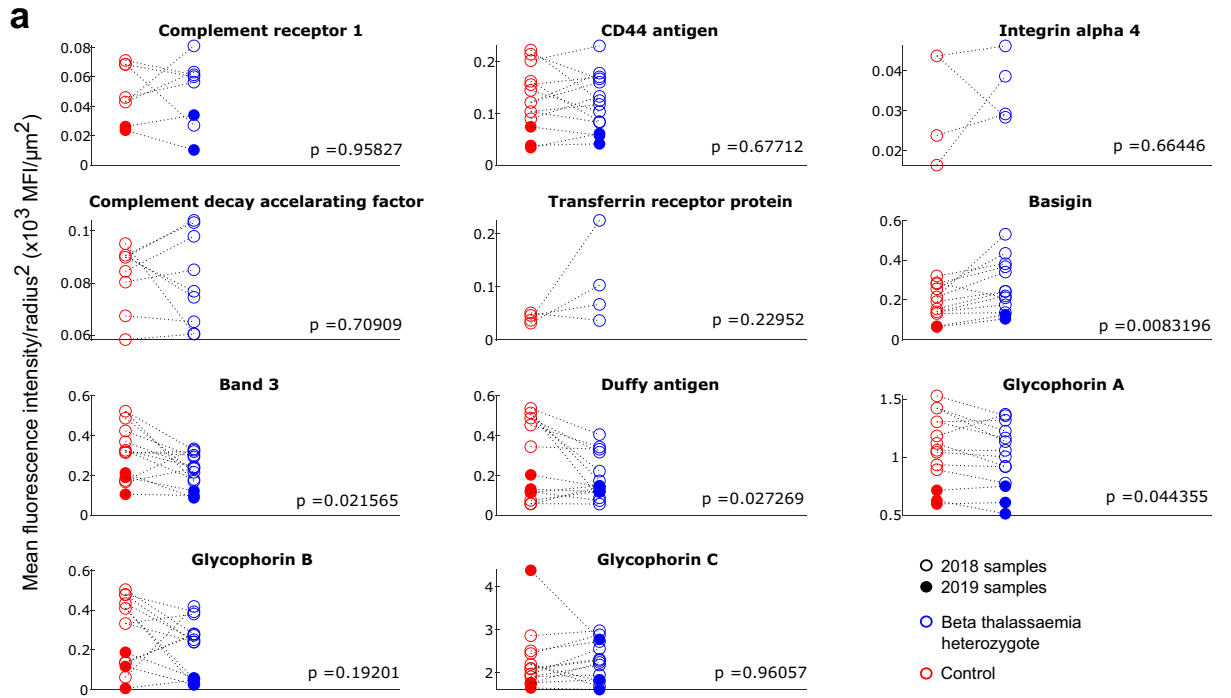 a
Mean fluorescence intensity/radius² (x10³ MFI/µm²)
Complement receptor 1
0.08
0.06
0.04
0.02
0
p =0.95827
CD44 antigen
0.2
0.1
0
p =0.67712
Integrin alpha 4
0.04
0.03
0.02
p =0.66446
Complement decay accelarating factor
0.1
0.08
0.06
p =0.70909
Transferrin receptor protein
0.2
0.1
0
p =0.22952
Basigin
0.6
0.4
0.2
0
p =0.0083196
Band 3
0.6
0.4
0.2
0
p =0.021565
Duffy antigen
0.6
0.4
0.2
0
p =0.027269
Glycophorin A
1.5
1
0.5
p =0.044355
Glycophorin B
0.6
0.4
0.2
0
p =0.19201
Glycophorin C
4
3
2
p =0.96057
2018 samples
2019 samples
Beta thalassaemia
heterozygote
Control